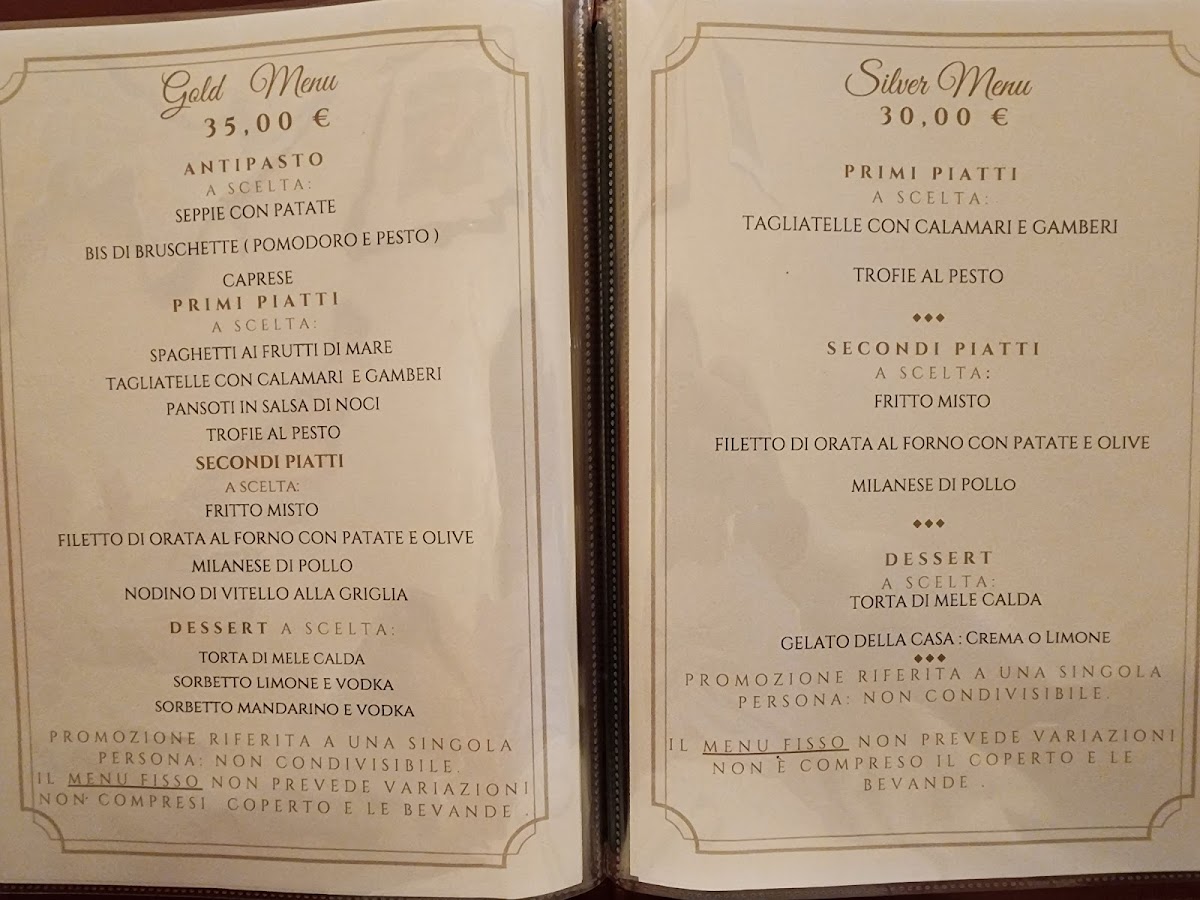 Gold Menu
35,00 €
ANTIPASTO
A SCELTA:
SEPPIE CON PATATE
BIS DI BRUSCHETTE ( POMODORO E PESTO )
CAPRESE
PRIMI PIATTI
A SCELTA:
SPAGHETTI AI FRUTTI DI MARE
TAGLIATELLE CON CALAMARI E GAMBERI
PANSOTI IN SALSA DI NOCI
TROFIE AL PESTO
SECONDI PIATTI
A SCELTA:
FRITTO MISTO
FILETTO DI ORATA AL FORNO CON PATATE E OLIVE
MILANESE DI POLLO
NODINO DI VITELLO ALLA GRIGLIA
DESSERT A SCELTA:
TORTA DI MELE CALDA
SORBETTO LIMONE E VODKA
SORBETTO MANDARINO E VODKA
PROMOZIONE RIFERITA A UNA SINGOLA
PERSONA: NON CONDIVISIBILE.
IL MENU FISSO NON PREVEDE VARIAZIONI
NON COMPRESI COPERTO E LE BEVANDE .
Silver Menu
30,00 €
PRIMI PIATTI
A SCELTA:
TAGLIATELLE CON CALAMARI E GAMBERI
TROFIE AL PESTO
SECONDI PIATTI
A SCELTA:
FRITTO MISTO
FILETTO DI ORATA AL FORNO CON PATATE E OLIVE
MILANESE DI POLLO
DESSERT
A SCELTA:
TORTA DI MELE CALDA
GELATO DELLA CASA : CREMA O LIMONE
PROMOZIONE RIFERITA A UNA SINGOLA
PERSONA: NON CONDIVISIBILE.
IL MENU FISSO NON PREVEDE VARIAZIONI
NON È COMPRESO IL COPERTO E LE
BEVANDE .